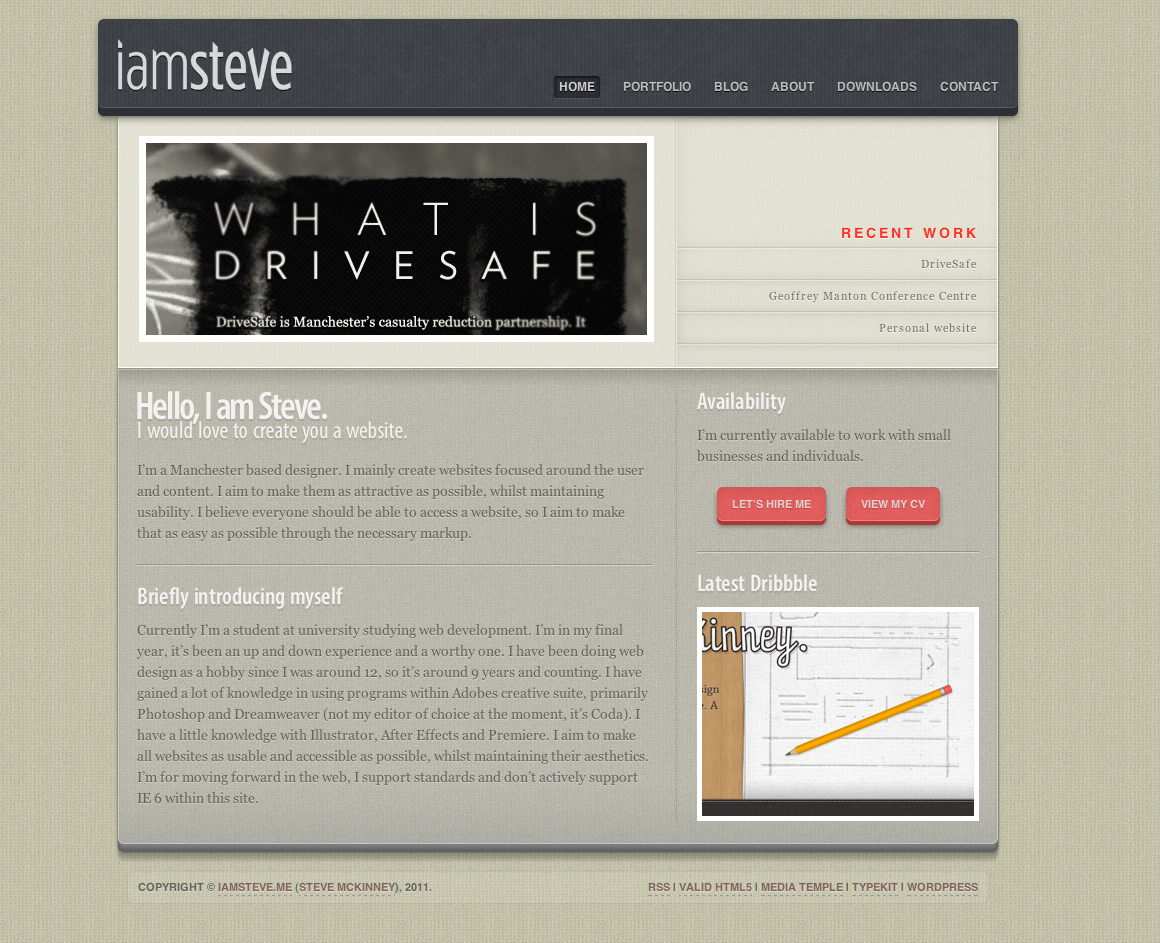 iamsteve
HOME PORTFOLIO BLOG ABOUT DOWNLOADS CONTACT
WHAT IS
DRIVESAFE
DriveSafe is Manchester's casualty reduction partnership. It
RECENT WORK
DriveSafe
Geoffrey Manton Conference Centre
Personal website
Hello, I am Steve.
I would love to create you a website.
I'm a Manchester based designer. I mainly create websites focused around the user
and content. I aim to make them as attractive as possible, whilst maintaining
usability. I believe everyone should be able to access a website, so I aim to make
that as easy as possible through the necessary markup.
Briefly introducing myself
Currently I'm a student at university studying web development. I'm in my final
year, it's been an up and down experience and a worthy one. I have been doing web
design as a hobby since I was around 12, so it's around 9 years and counting. I have
gained a lot of knowledge in using programs within Adobes creative suite, primarily
Photoshop and Dreamweaver (not my editor of choice at the moment, it's Coda). I
have a little knowledge with Illustrator, After Effects and Premiere. I aim to make
all websites as usable and accessible as possible, whilst maintaining their aesthetics.
I'm for moving forward in the web, I support standards and don't actively support
IE 6 within this site.
Availability
I'm currently available to work with small
businesses and individuals.
LET'S HIRE ME VIEW MY CV
Latest Dribbble
Kinney.
sign
e. A
COPYRIGHT © IAMSTEVE.ME (STEVE MCKINNEY), 2011.
RSS | VALID HTML5 | MEDIA TEMPLE | TYPEKIT | WORDPRESS